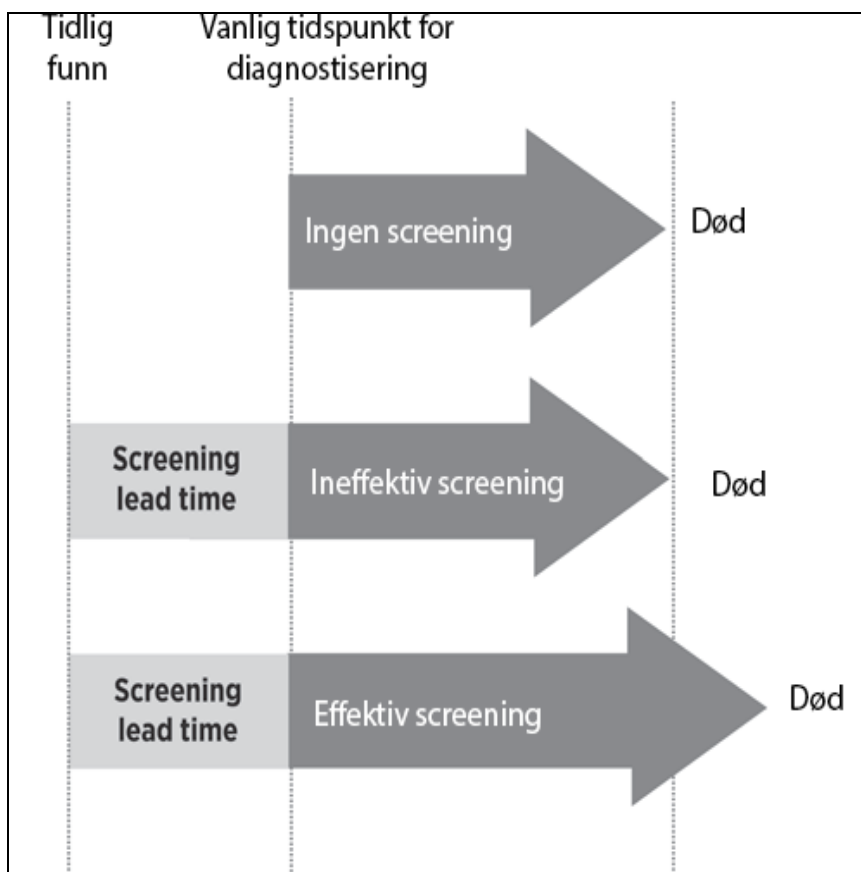 Tidlig
funn
Vanlig tidspunkt for
diagnostisering
Ingen screening
Død
Screening
lead time
Ineffektiv screening
Død
Screening
lead time
Effektiv screening
Død